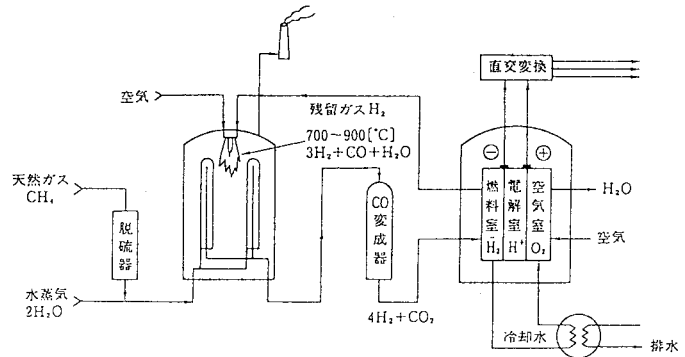 直交変換
空気
残留ガスH₂
700~900[°C]
3H₂+CO+H₂O
天然ガス
CH₄
脱硫器
水蒸気
2H₂O
CO変成器
4H₂+CO₂
⊖
⊕
燃料室 H₂
電解室 H⁺
空気室 O₂
H₂O
空気
冷却水
排水